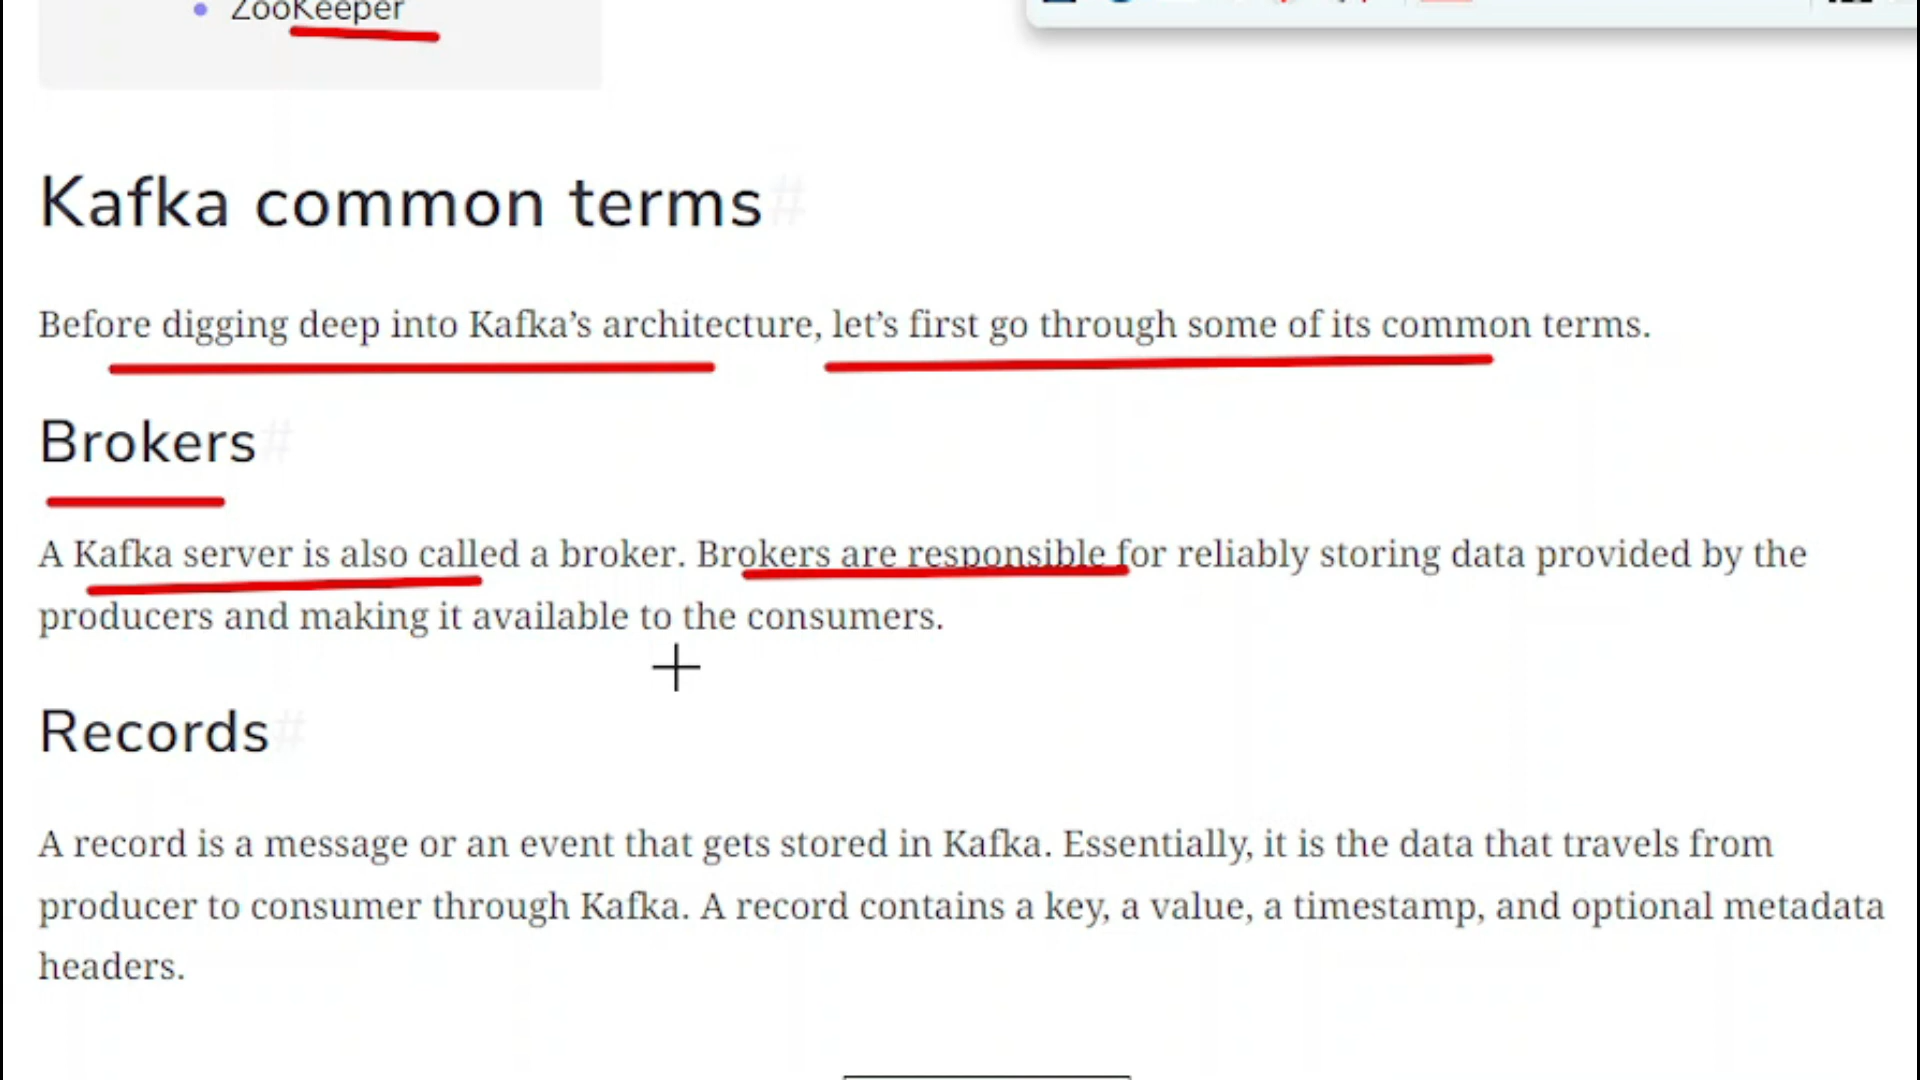 ZooKeeper
Kafka common terms#
Before digging deep into Kafka’s architecture, let’s first go through some of its common terms.
Brokers#
A Kafka server is also called a broker. Brokers are responsible for reliably storing data provided by the
producers and making it available to the consumers.
Records#
A record is a message or an event that gets stored in Kafka. Essentially, it is the data that travels from
producer to consumer through Kafka. A record contains a key, a value, a timestamp, and optional metadata
headers.